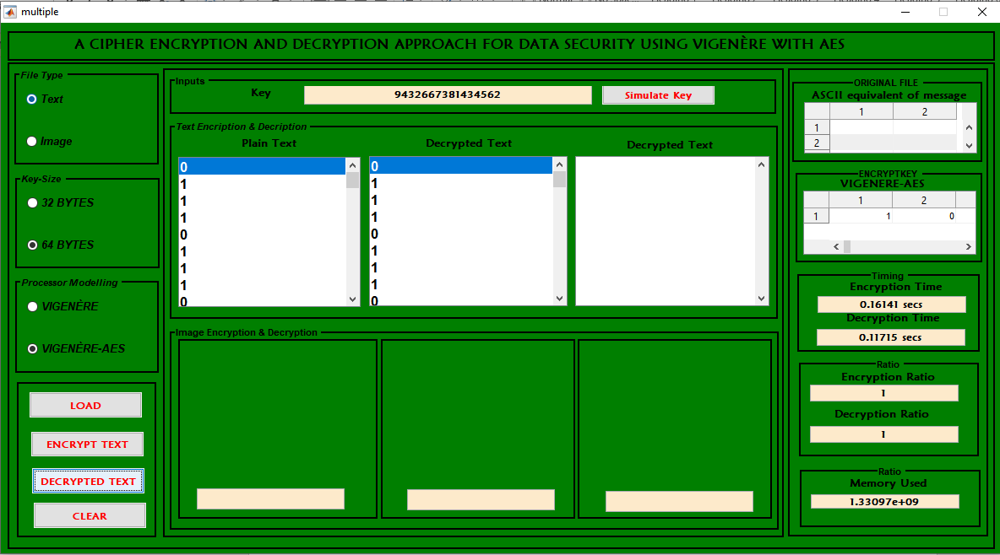 multiple
A CIPHER ENCRYPTION AND DECRYPTION APPROACH FOR DATA SECURITY USING VIGENÈRE WITH AES
File Type
Text
Image
Key-Size
32 BYTES
64 BYTES
Processor Modelling
VIGENÈRE
VIGENÈRE-AES
LOAD
ENCRYPT TEXT
DECRYPTED TEXT
CLEAR
Inputs
Key
9432667381434562
Simulate Key
Text Encription & Decription
Plain Text
0
1
1
1
0
1
1
1
0
Decrypted Text
0
1
1
1
0
1
1
1
0
Decrypted Text
Image Encryption & Decryption
ORIGINAL FILE
ASCII equivalent of message
1 2
1
2
ENCRYPTKEY
VIGENERE-AES
1 2
1 1 0
Timing
Encryption Time
0.16141 secs
Decryption Time
0.11715 secs
Ratio
Encryption Ratio
1
Decryption Ratio
1
Ratio
Memory Used
1.33097e+09